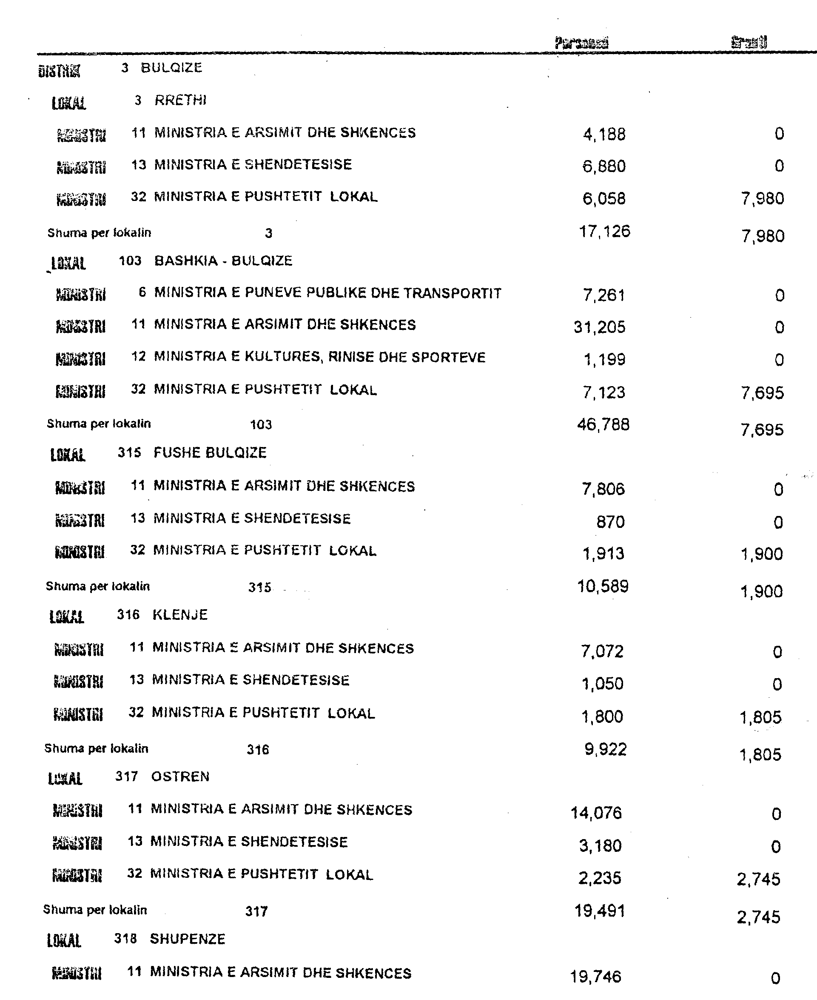 Personel Granti
DISTRIK 3 BULQIZE
LOKAL 3 RRETHI
MINISTRI 11 MINISTRIA E ARSIMIT DHE SHKENCES 4,188 0
MINISTRI 13 MINISTRIA E SHENDETESISE 6,880 0
MINISTRI 32 MINISTRIA E PUSHTETIT LOKAL 6,058 7,980
Shuma per lokalin 3 17,126 7,980
LOKAL 103 BASHKIA - BULQIZE
MINISTRI 6 MINISTRIA E PUNEVE PUBLIKE DHE TRANSPORTIT 7,261 0
MINISTRI 11 MINISTRIA E ARSIMIT DHE SHKENCES 31,205 0
MINISTRI 12 MINISTRIA E KULTURES, RINISE DHE SPORTEVE 1,199 0
MINISTRI 32 MINISTRIA E PUSHTETIT LOKAL 7,123 7,695
Shuma per lokalin 103 46,788 7,695
LOKAL 315 FUSHE BULQIZE
MINISTRI 11 MINISTRIA E ARSIMIT DHE SHKENCES 7,806 0
MINISTRI 13 MINISTRIA E SHENDETESISE 870 0
MINISTRI 32 MINISTRIA E PUSHTETIT LOKAL 1,913 1,900
Shuma per lokalin 315 10,589 1,900
LOKAL 316 KLENJE
MINISTRI 11 MINISTRIA E ARSIMIT DHE SHKENCES 7,072 0
MINISTRI 13 MINISTRIA E SHENDETESISE 1,050 0
MINISTRI 32 MINISTRIA E PUSHTETIT LOKAL 1,800 1,805
Shuma per lokalin 316 9,922 1,805
LOKAL 317 OSTREN
MINISTRI 11 MINISTRIA E ARSIMIT DHE SHKENCES 14,076 0
MINISTRI 13 MINISTRIA E SHENDETESISE 3,180 0
MINISTRI 32 MINISTRIA E PUSHTETIT LOKAL 2,235 2,745
Shuma per lokalin 317 19,491 2,745
LOKAL 318 SHUPENZE
MINISTRI 11 MINISTRIA E ARSIMIT DHE SHKENCES 19,746 0